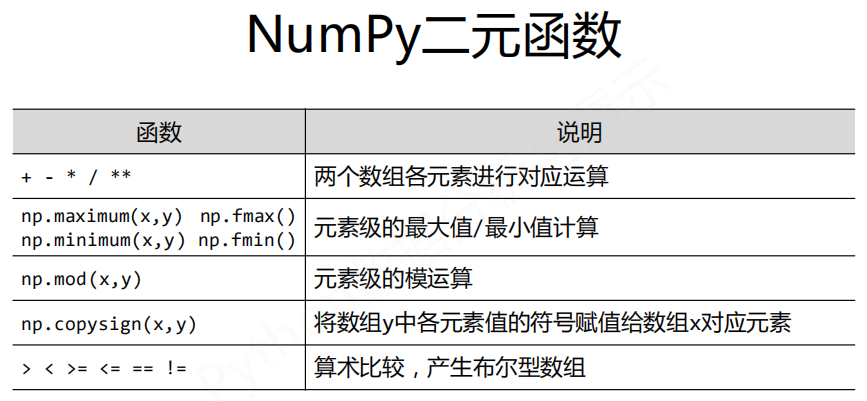 NumPy二元函数
函数 说明
+ - * / ** 两个数组各元素进行对应运算
np.maximum(x,y) np.fmax()
np.minimum(x,y) np.fmin() 元素级的最大值/最小值计算
np.mod(x,y) 元素级的模运算
np.copysign(x,y) 将数组y中各元素值的符号赋值给数组x对应元素
> < >= <= == != 算术比较，产生布尔型数组